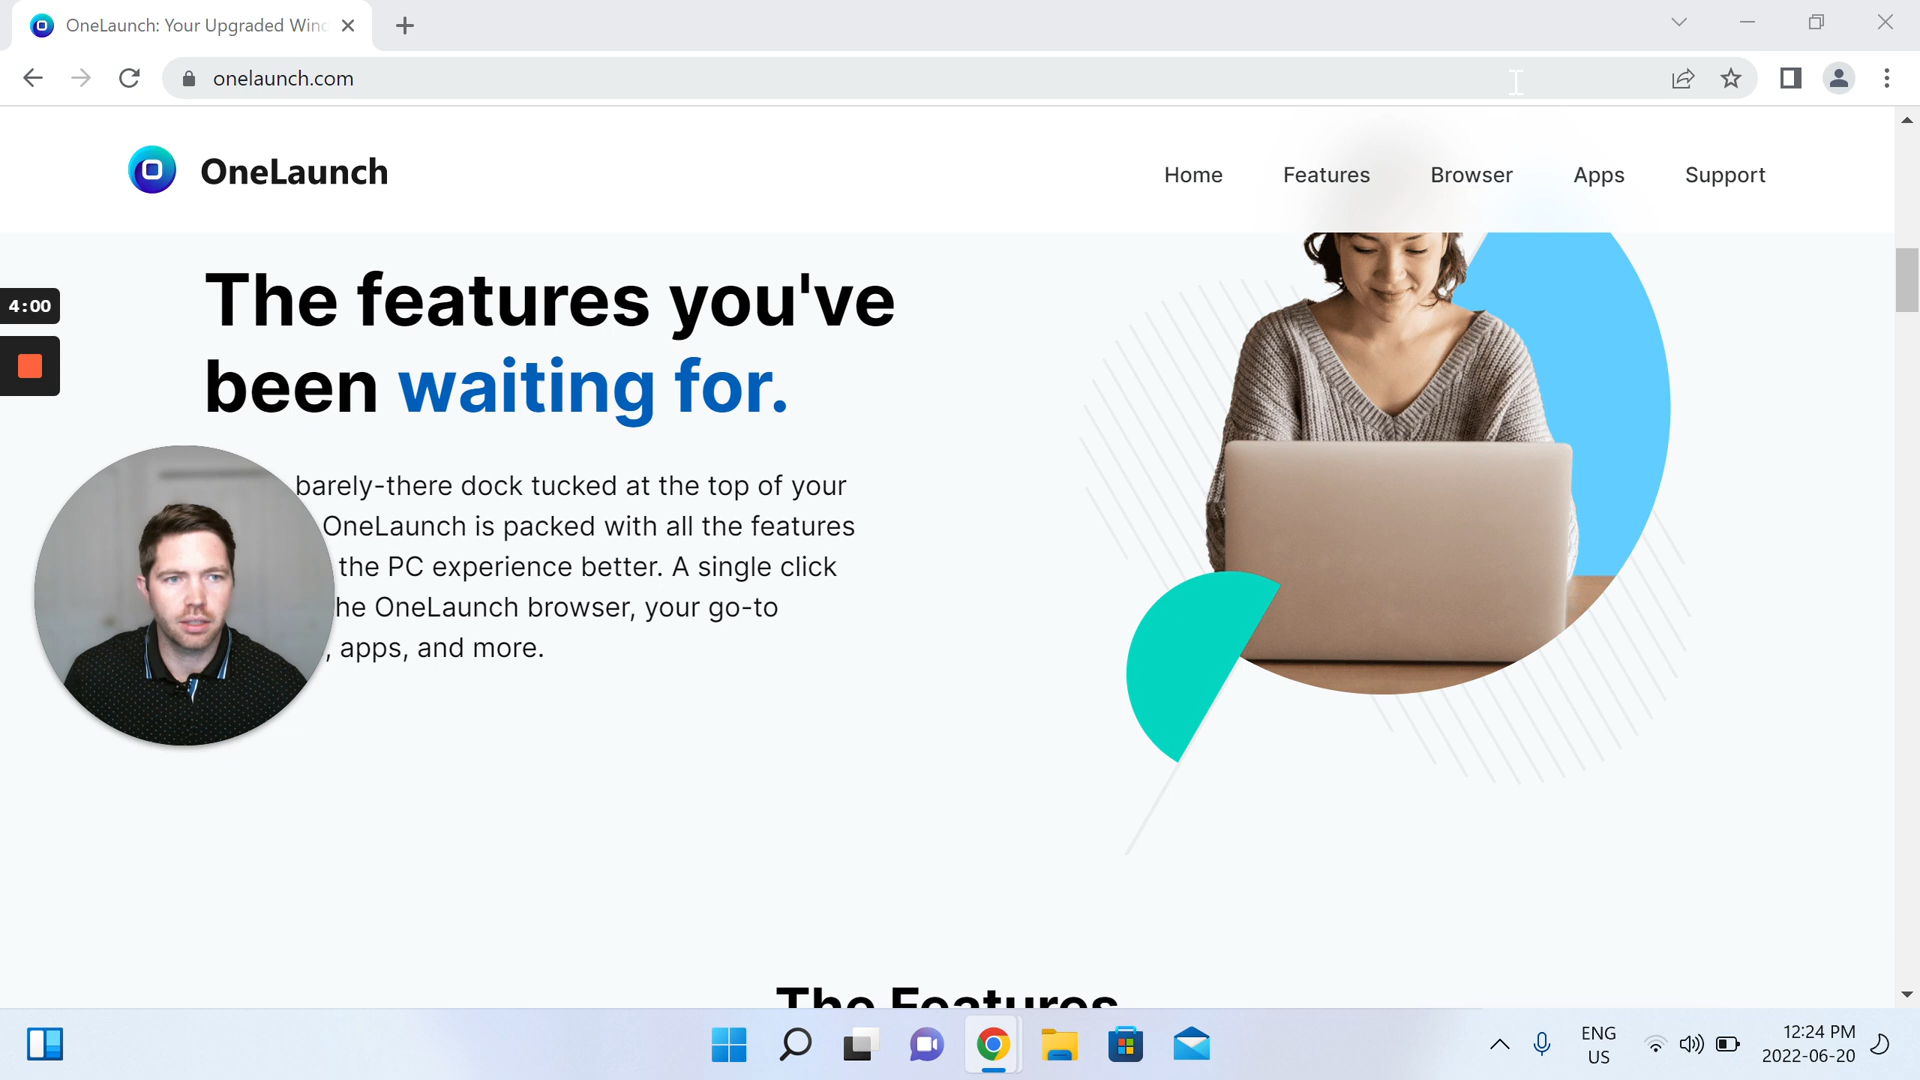 OneLaunch: Your Upgraded Wind
onelaunch.com
OneLaunch
Home Features Browser Apps Support
The features you've
been waiting for.
4:00
barely-there dock tucked at the top of your
OneLaunch is packed with all the features
the PC experience better. A single click
he OneLaunch browser, your go-to
, apps, and more.
The Features
ENG
US
12:24 PM
2022-06-20